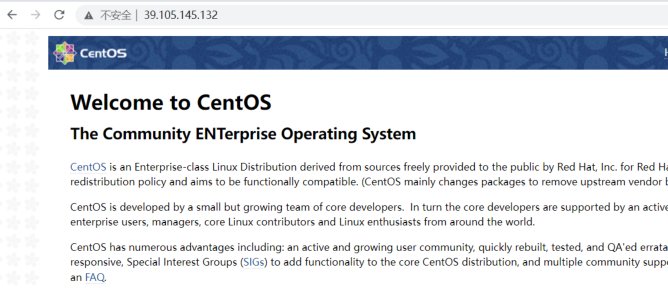 不安全 | 39.105.145.132
CentOS
Welcome to CentOS
The Community ENTerprise Operating System
CentOS is an Enterprise-class Linux Distribution derived from sources freely provided to the public by Red Hat, Inc. for Red Ha
redistribution policy and aims to be functionally compatible. (CentOS mainly changes packages to remove upstream vendor b
CentOS is developed by a small but growing team of core developers. In turn the core developers are supported by an active
enterprise users, managers, core Linux contributors and Linux enthusiasts from around the world.
CentOS has numerous advantages including: an active and growing user community, quickly rebuilt, tested, and QA'ed errata
responsive, Special Interest Groups (SIGs) to add functionality to the core CentOS distribution, and multiple community suppo
an FAQ.